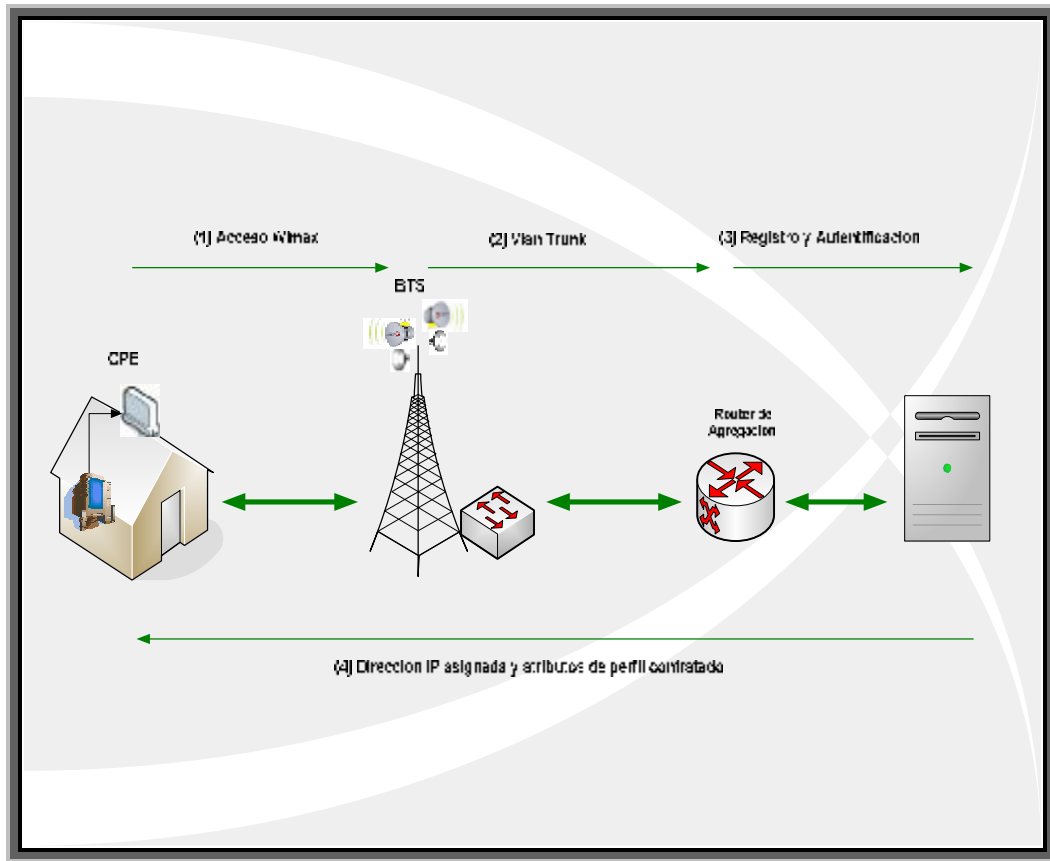 (1) Acceso Wimax
(2) Vlan Trunk
(3) Registro y Autentificacion
BTS
CPE
Router de
Agregacion
(4) Direccion IP asignada y atributos de perfil contratado